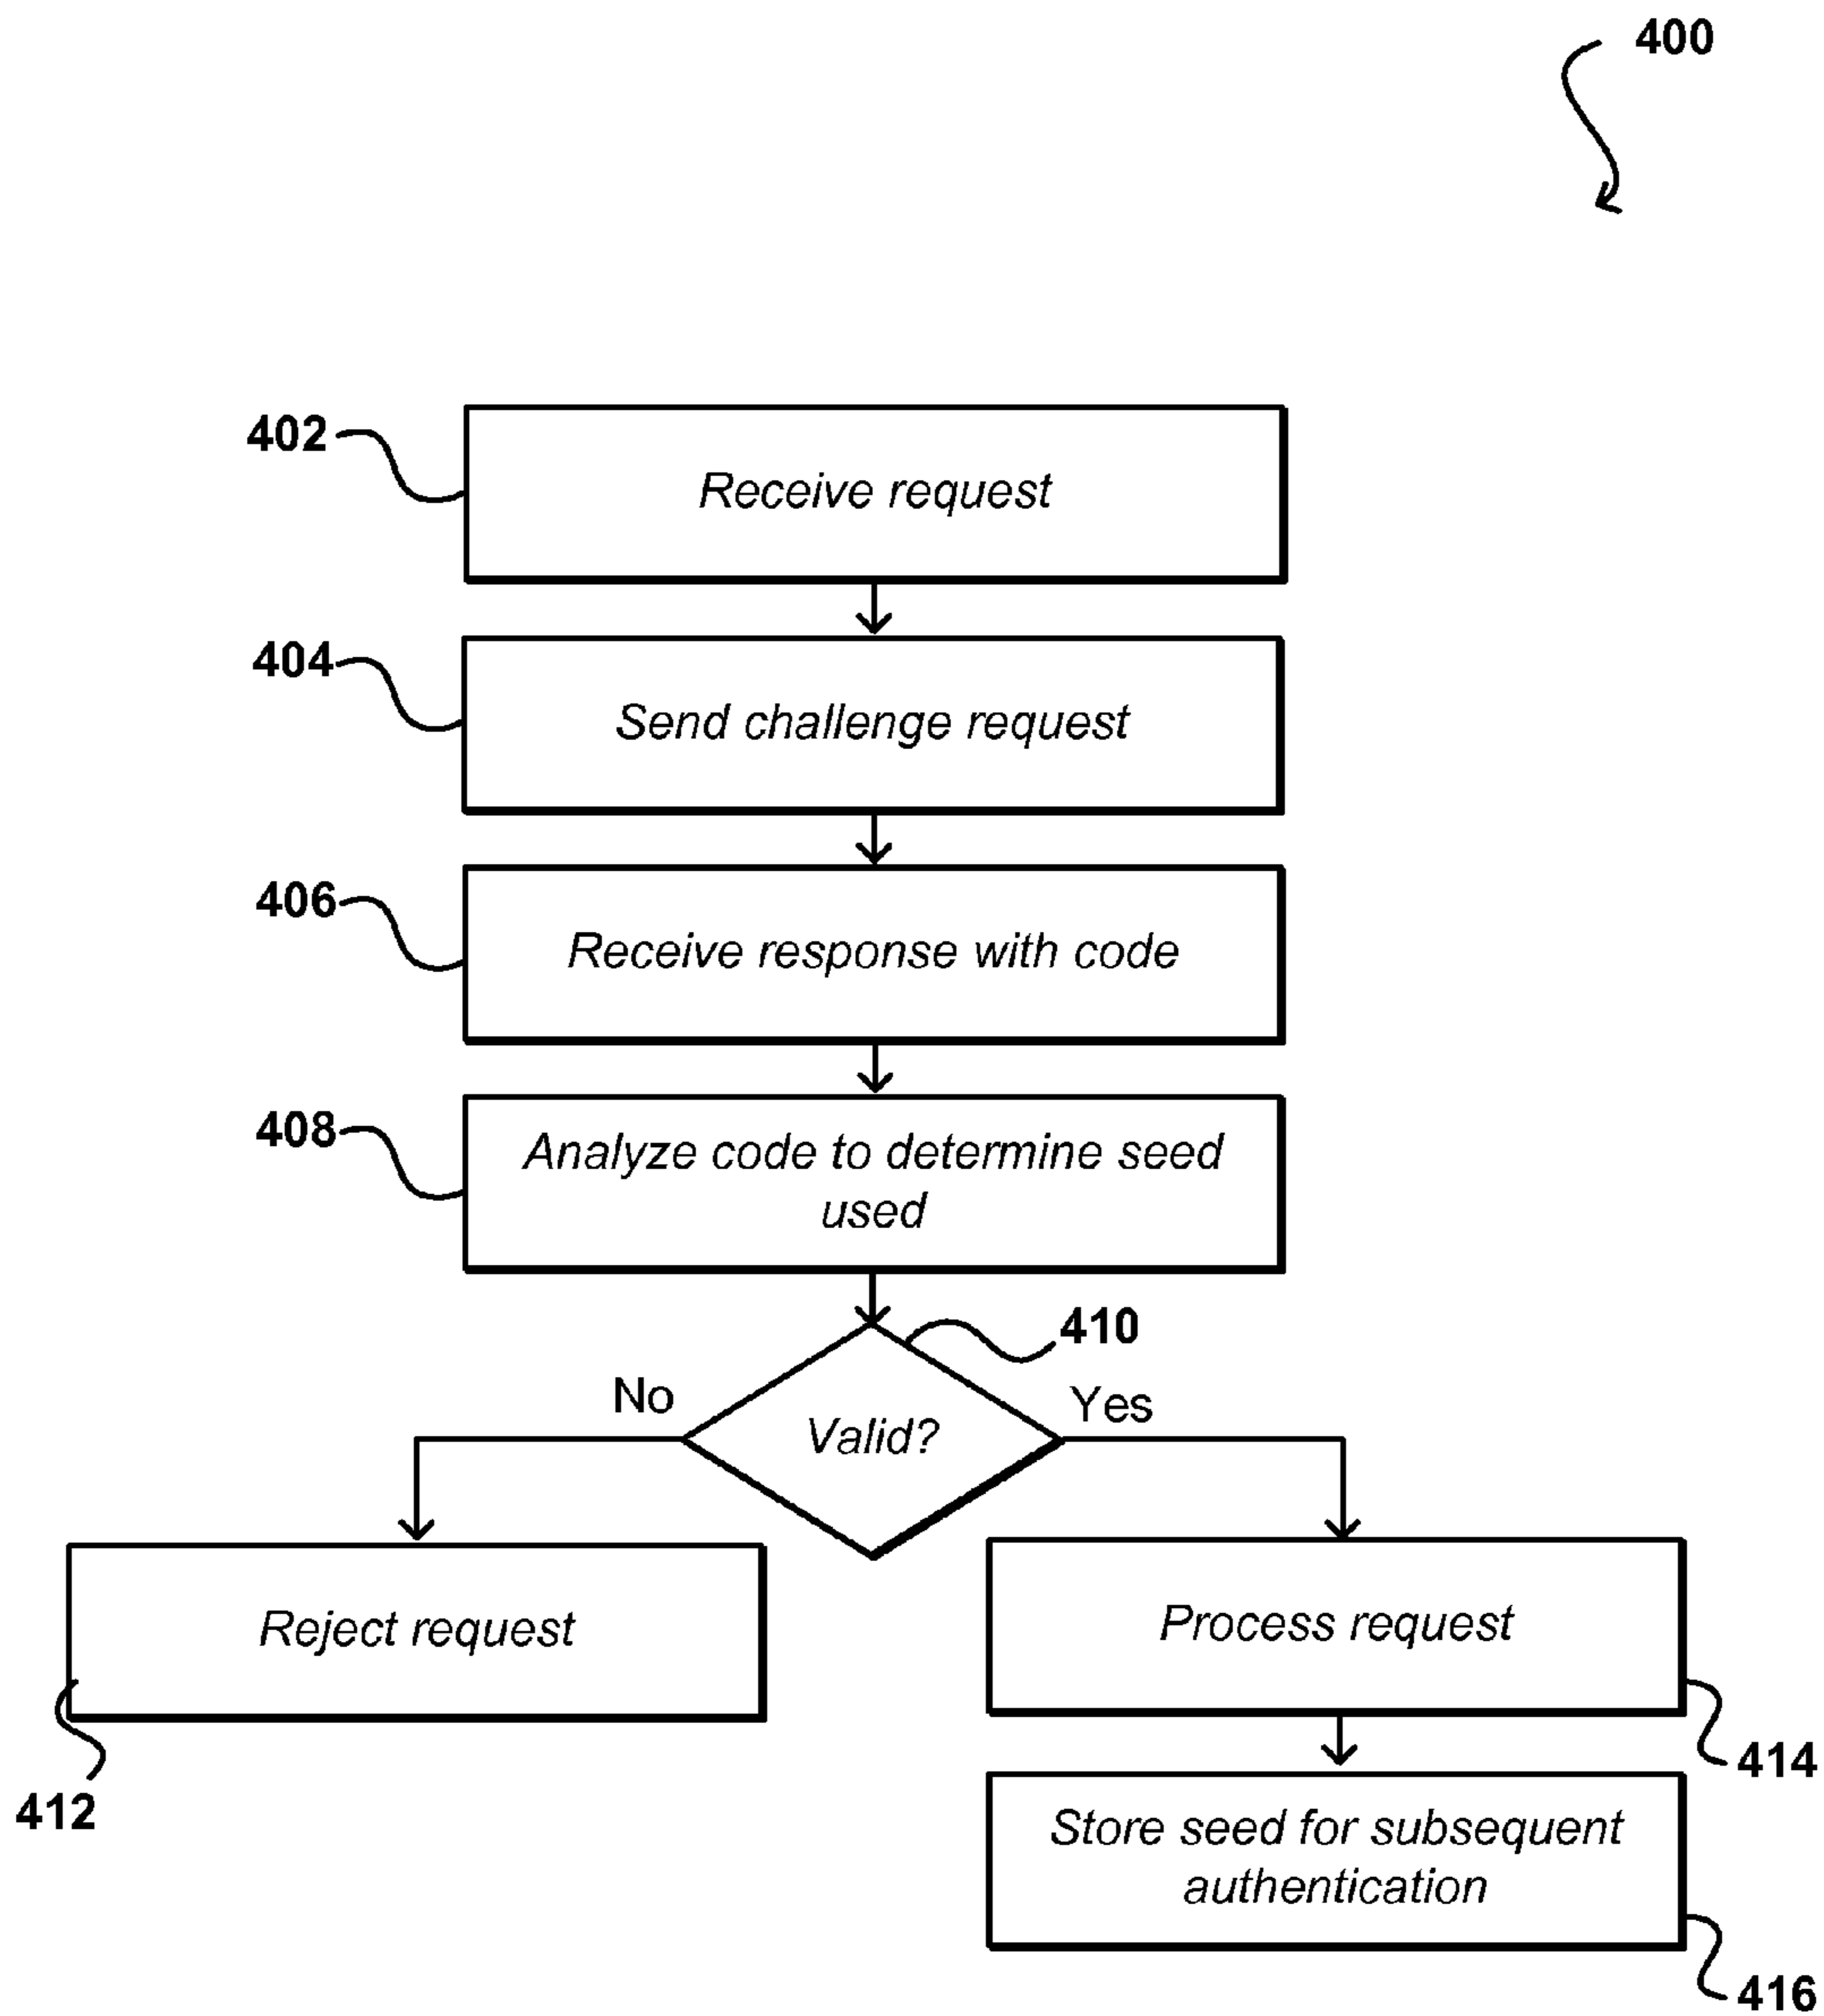 400
402
Receive request
404
Send challenge request
406
Receive response with code
408
Analyze code to determine seed
used
410
No
Yes
Valid?
Reject request
Process request
412
414
Store seed for subsequent
authentication
416